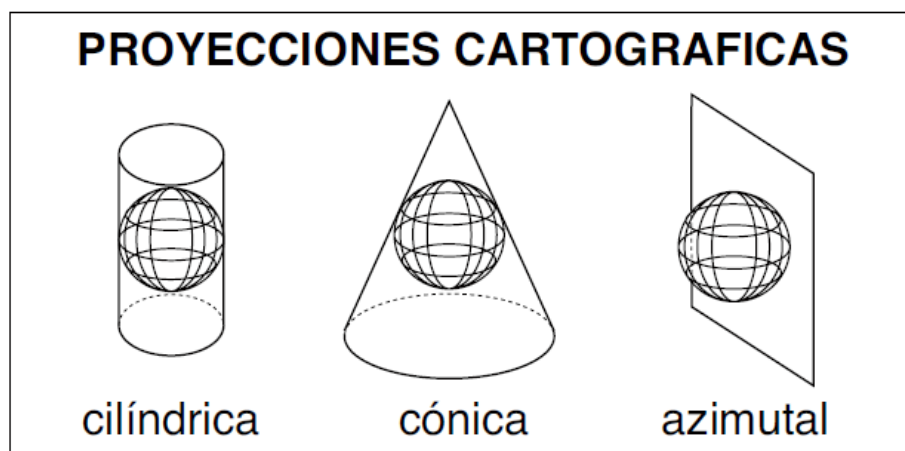 PROYECCIONES CARTOGRAFICAS
cilíndrica cónica azimutal